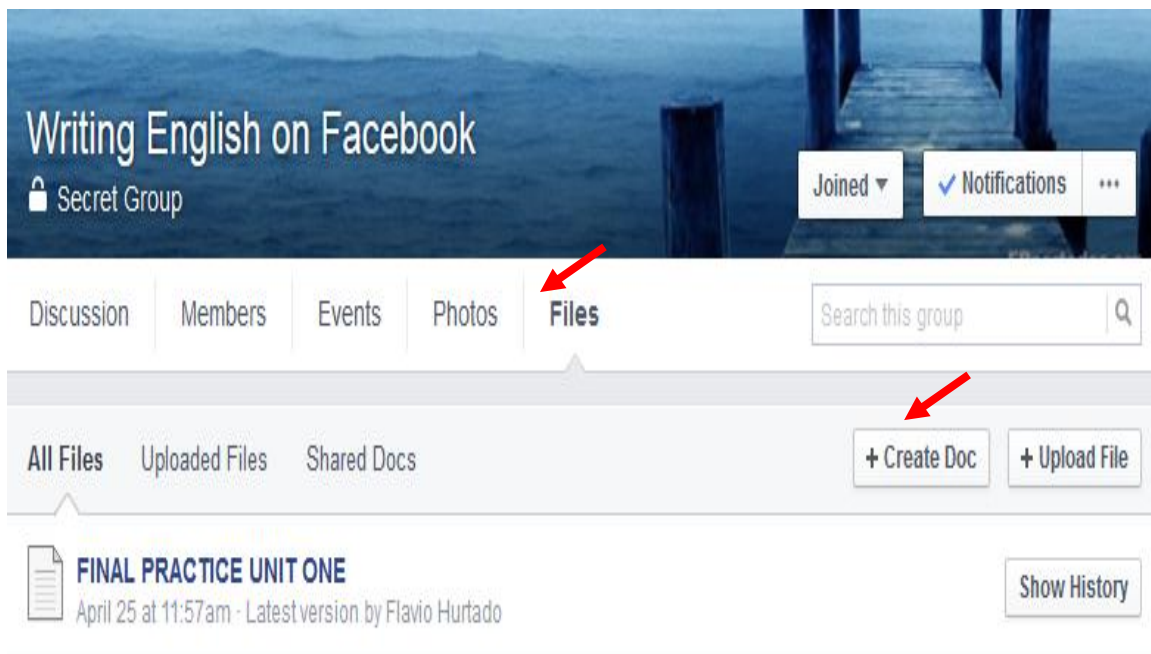 Writing English on Facebook
Secret Group
Joined
Notifications
...
Discussion Members Events Photos Files
Search this group
All Files Uploaded Files Shared Docs
+ Create Doc + Upload File
FINAL PRACTICE UNIT ONE
April 25 at 11:57am · Latest version by Flavio Hurtado
Show History